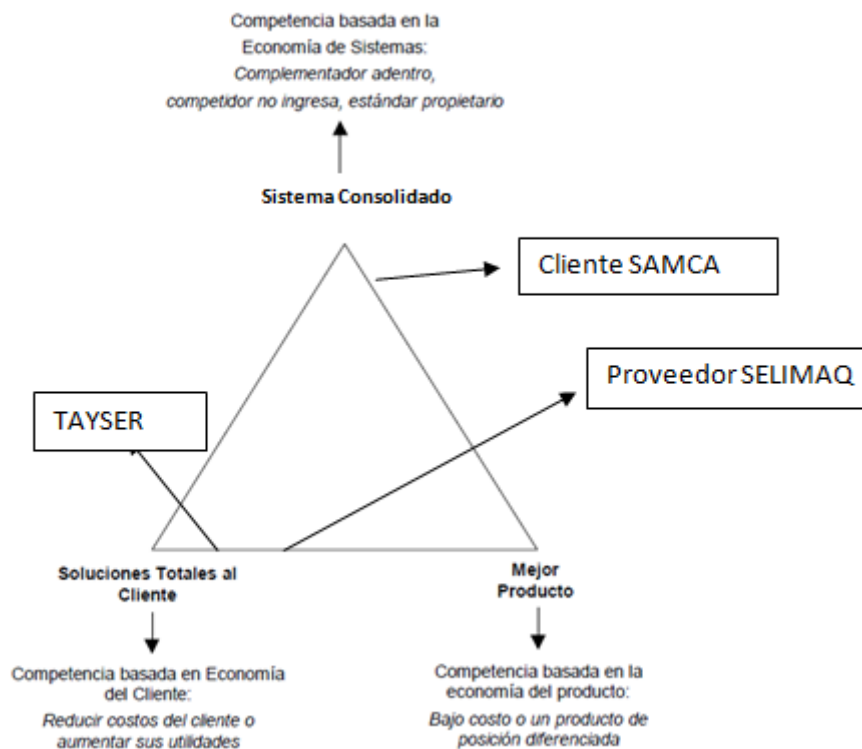 Competencia basada en la
Economía de Sistemas:
Complementador adentro,
competidor no ingresa, estándar propietario
Sistema Consolidado
Cliente SAMCA
Proveedor SELIMAQ
TAYSER
Soluciones Totales al
Cliente
Mejor
Producto
Competencia basada en Economía
del Cliente:
Reducir costos del cliente o
aumentar sus utilidades
Competencia basada en la
economía del producto:
Bajo costo o un producto de
posición diferenciada